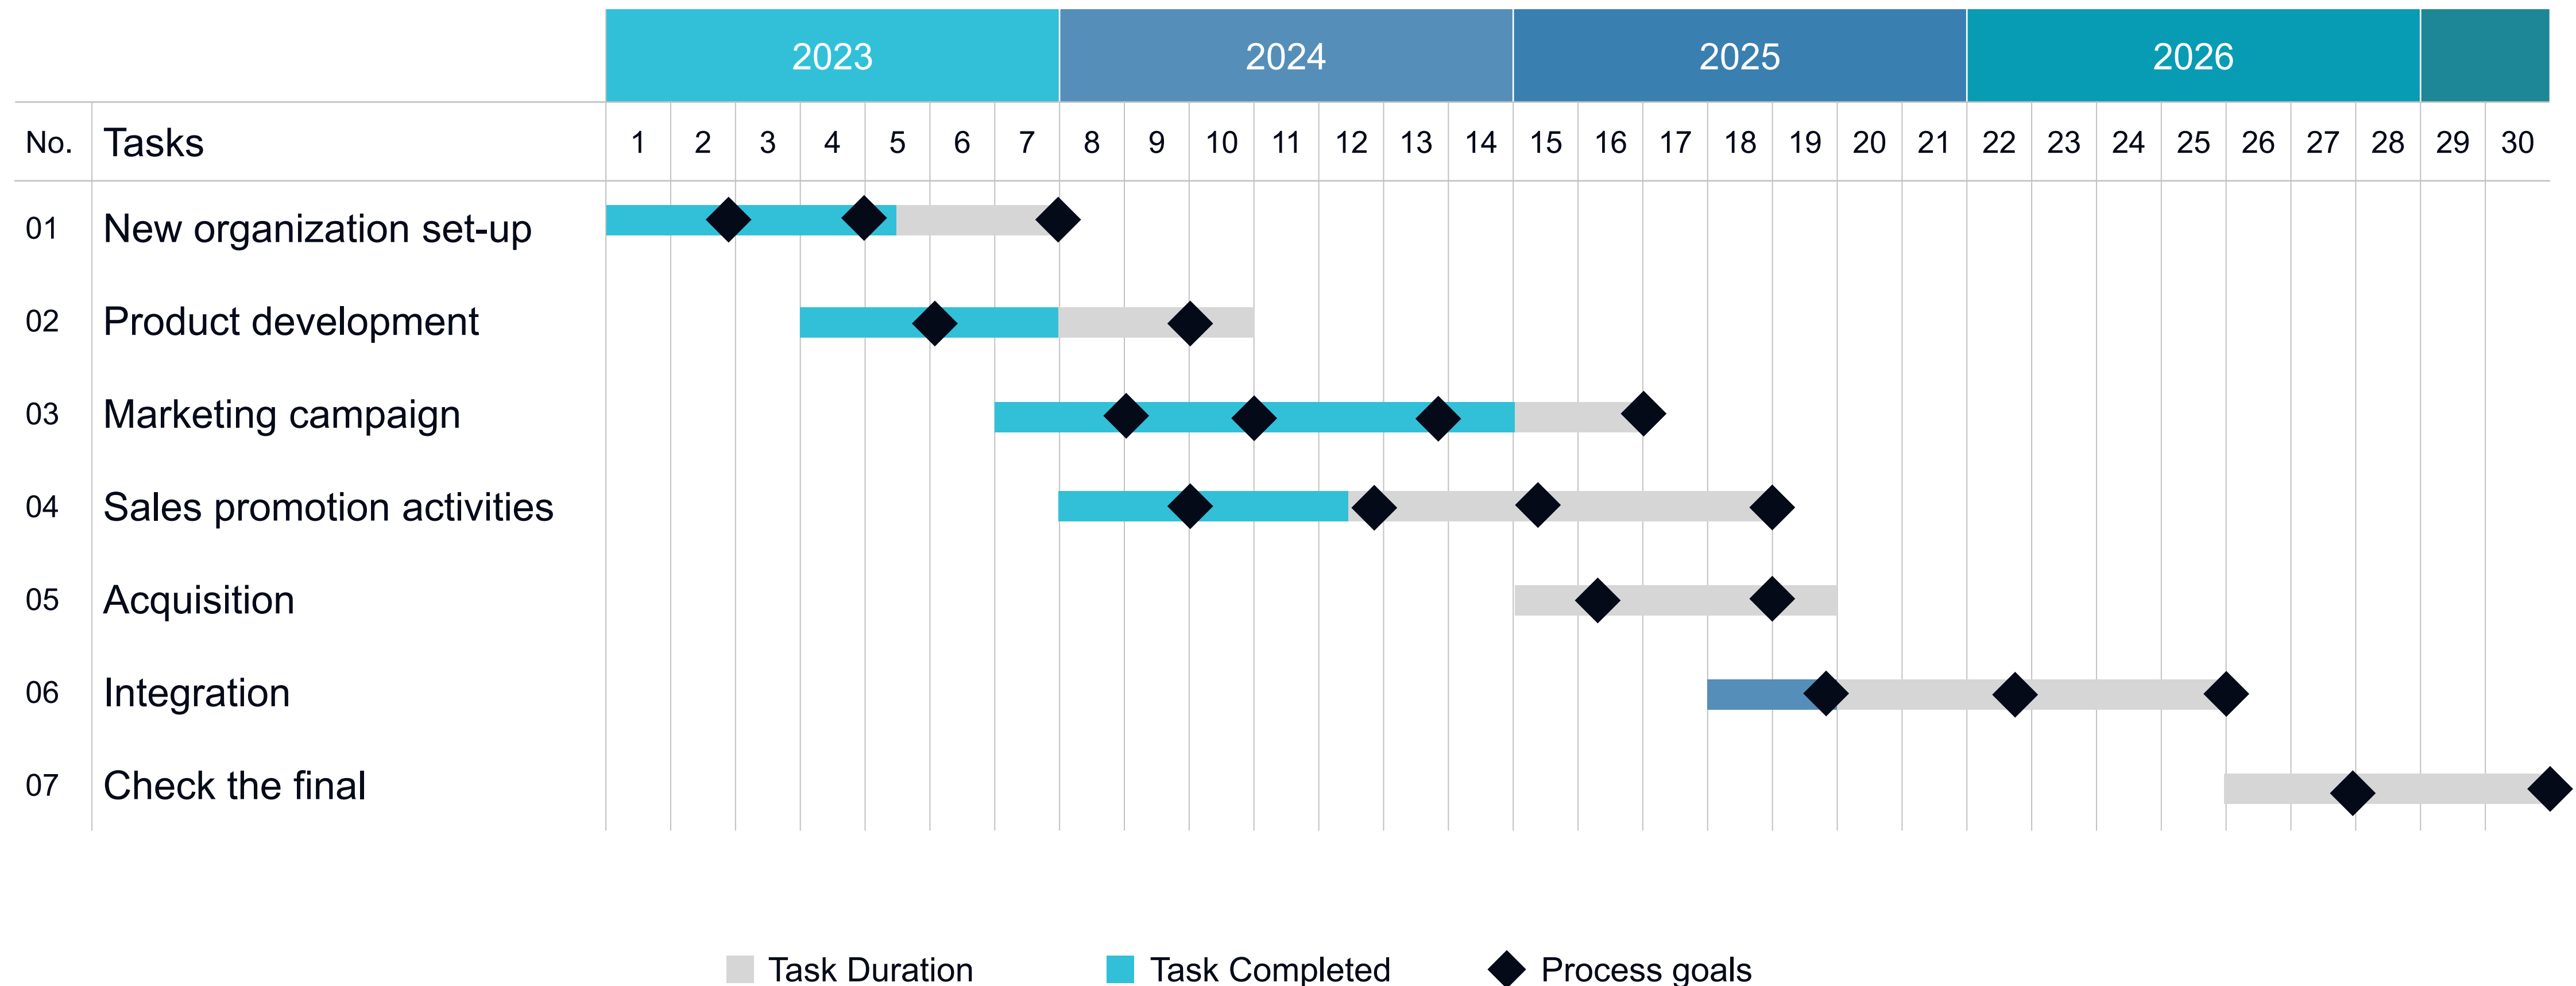 2023 2024 2025 2026
No. Tasks 1 2 3 4 5 6 7 8 9 10 11 12 13 14 15 16 17 18 19 20 21 22 23 24 25 26 27 28 29 30
01 New organization set-up
02 Product development
03 Marketing campaign
04 Sales promotion activities
05 Acquisition
06 Integration
07 Check the final
Task Duration Task Completed Process goals